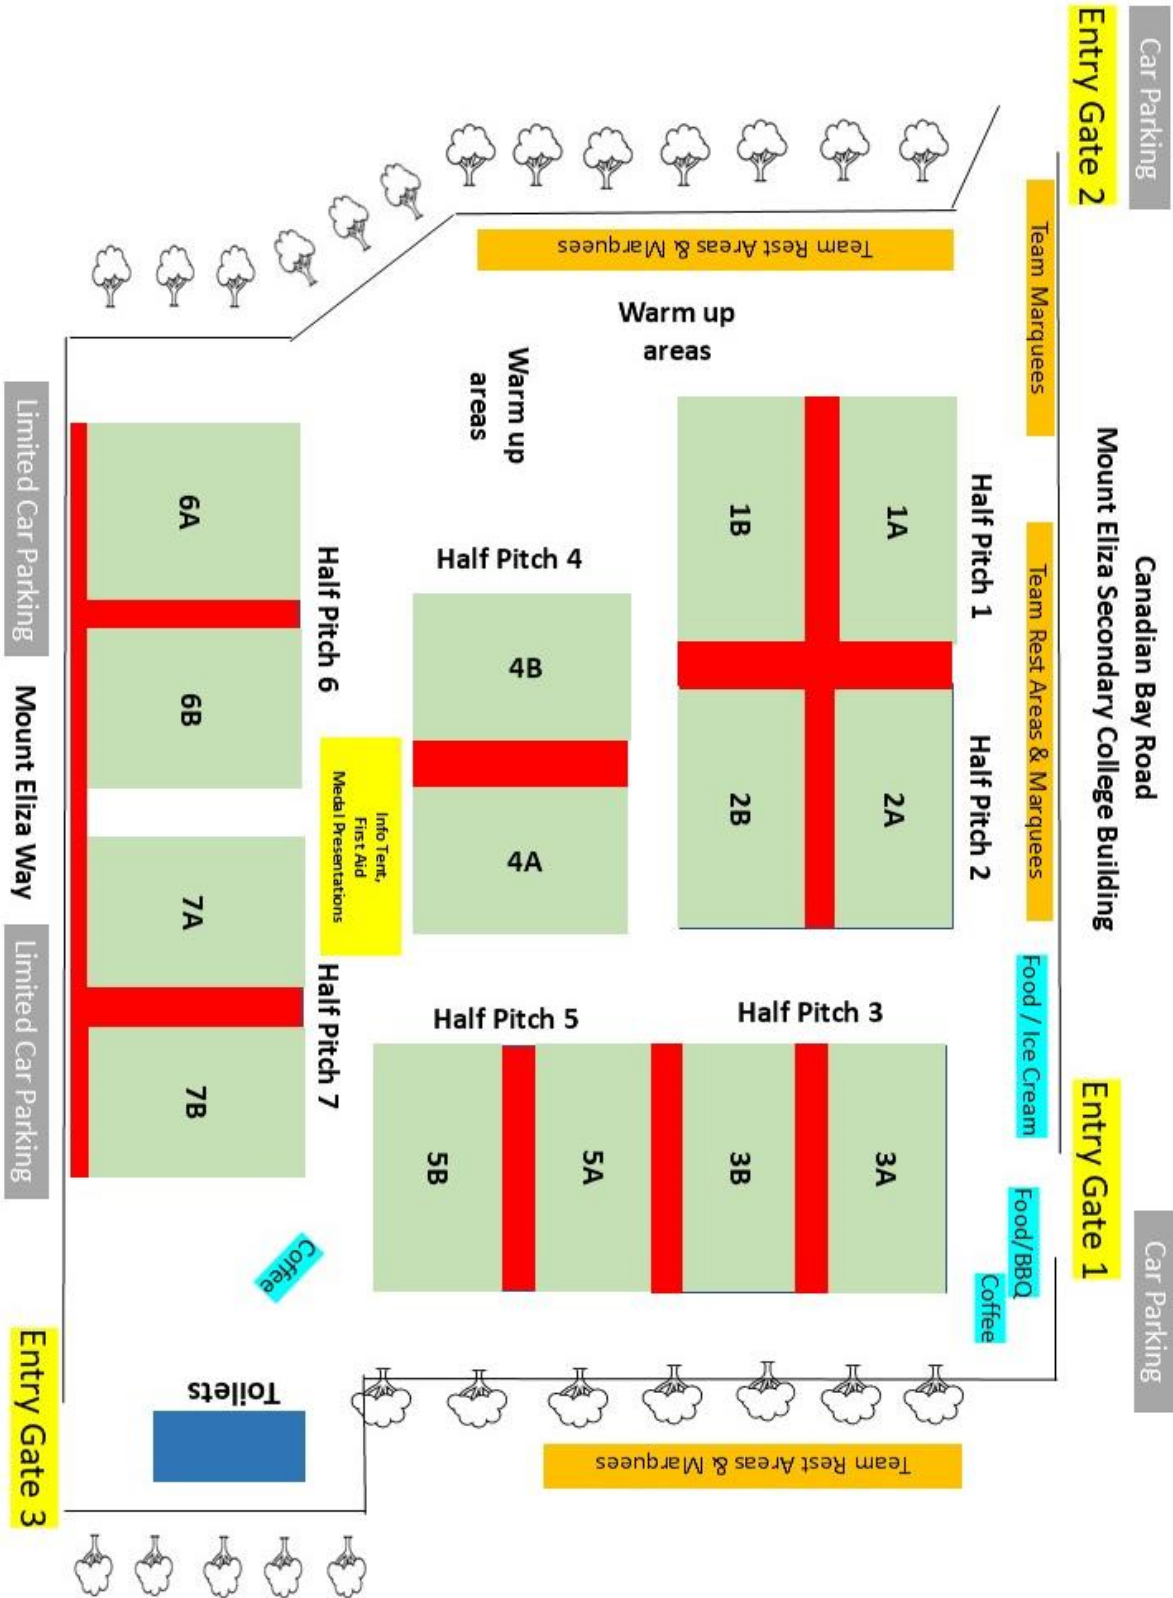 Car Parking
Entry Gate 2
Team Marquees
Canadian Bay Road
Mount Eliza Secondary College Building
Team Rest Areas & Marquees
Food / Ice Cream
Entry Gate 1
Food/BBQ
Coffee
Car Parking
Team Rest Areas & Marquees
Warm up
areas
Warm up
areas
Half Pitch 1
1A
1B
Half Pitch 2
2A
2B
Half Pitch 4
4B
4A
Half Pitch 3
3A
3B
Half Pitch 5
5A
5B
Half Pitch 6
6A
6B
Info Tent,
First Aid
Medal Presentations
Half Pitch 7
7A
7B
Coffee
Toilets
Team Rest Areas & Marquees
Limited Car Parking
Mount Eliza Way
Limited Car Parking
Entry Gate 3